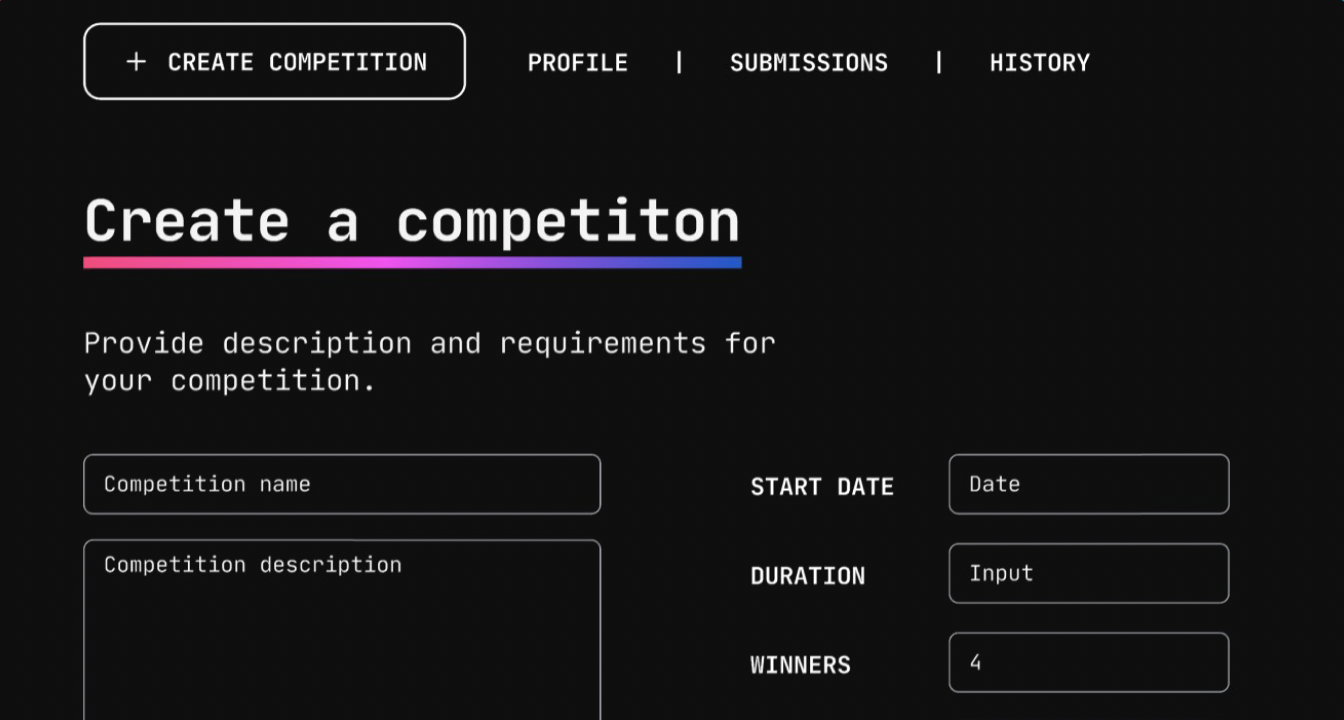 + CREATE COMPETITION PROFILE | SUBMISSIONS | HISTORY
Create a competiton
Provide description and requirements for
your competition.
Competition name
Competition description
START DATE Date
DURATION Input
WINNERS 4